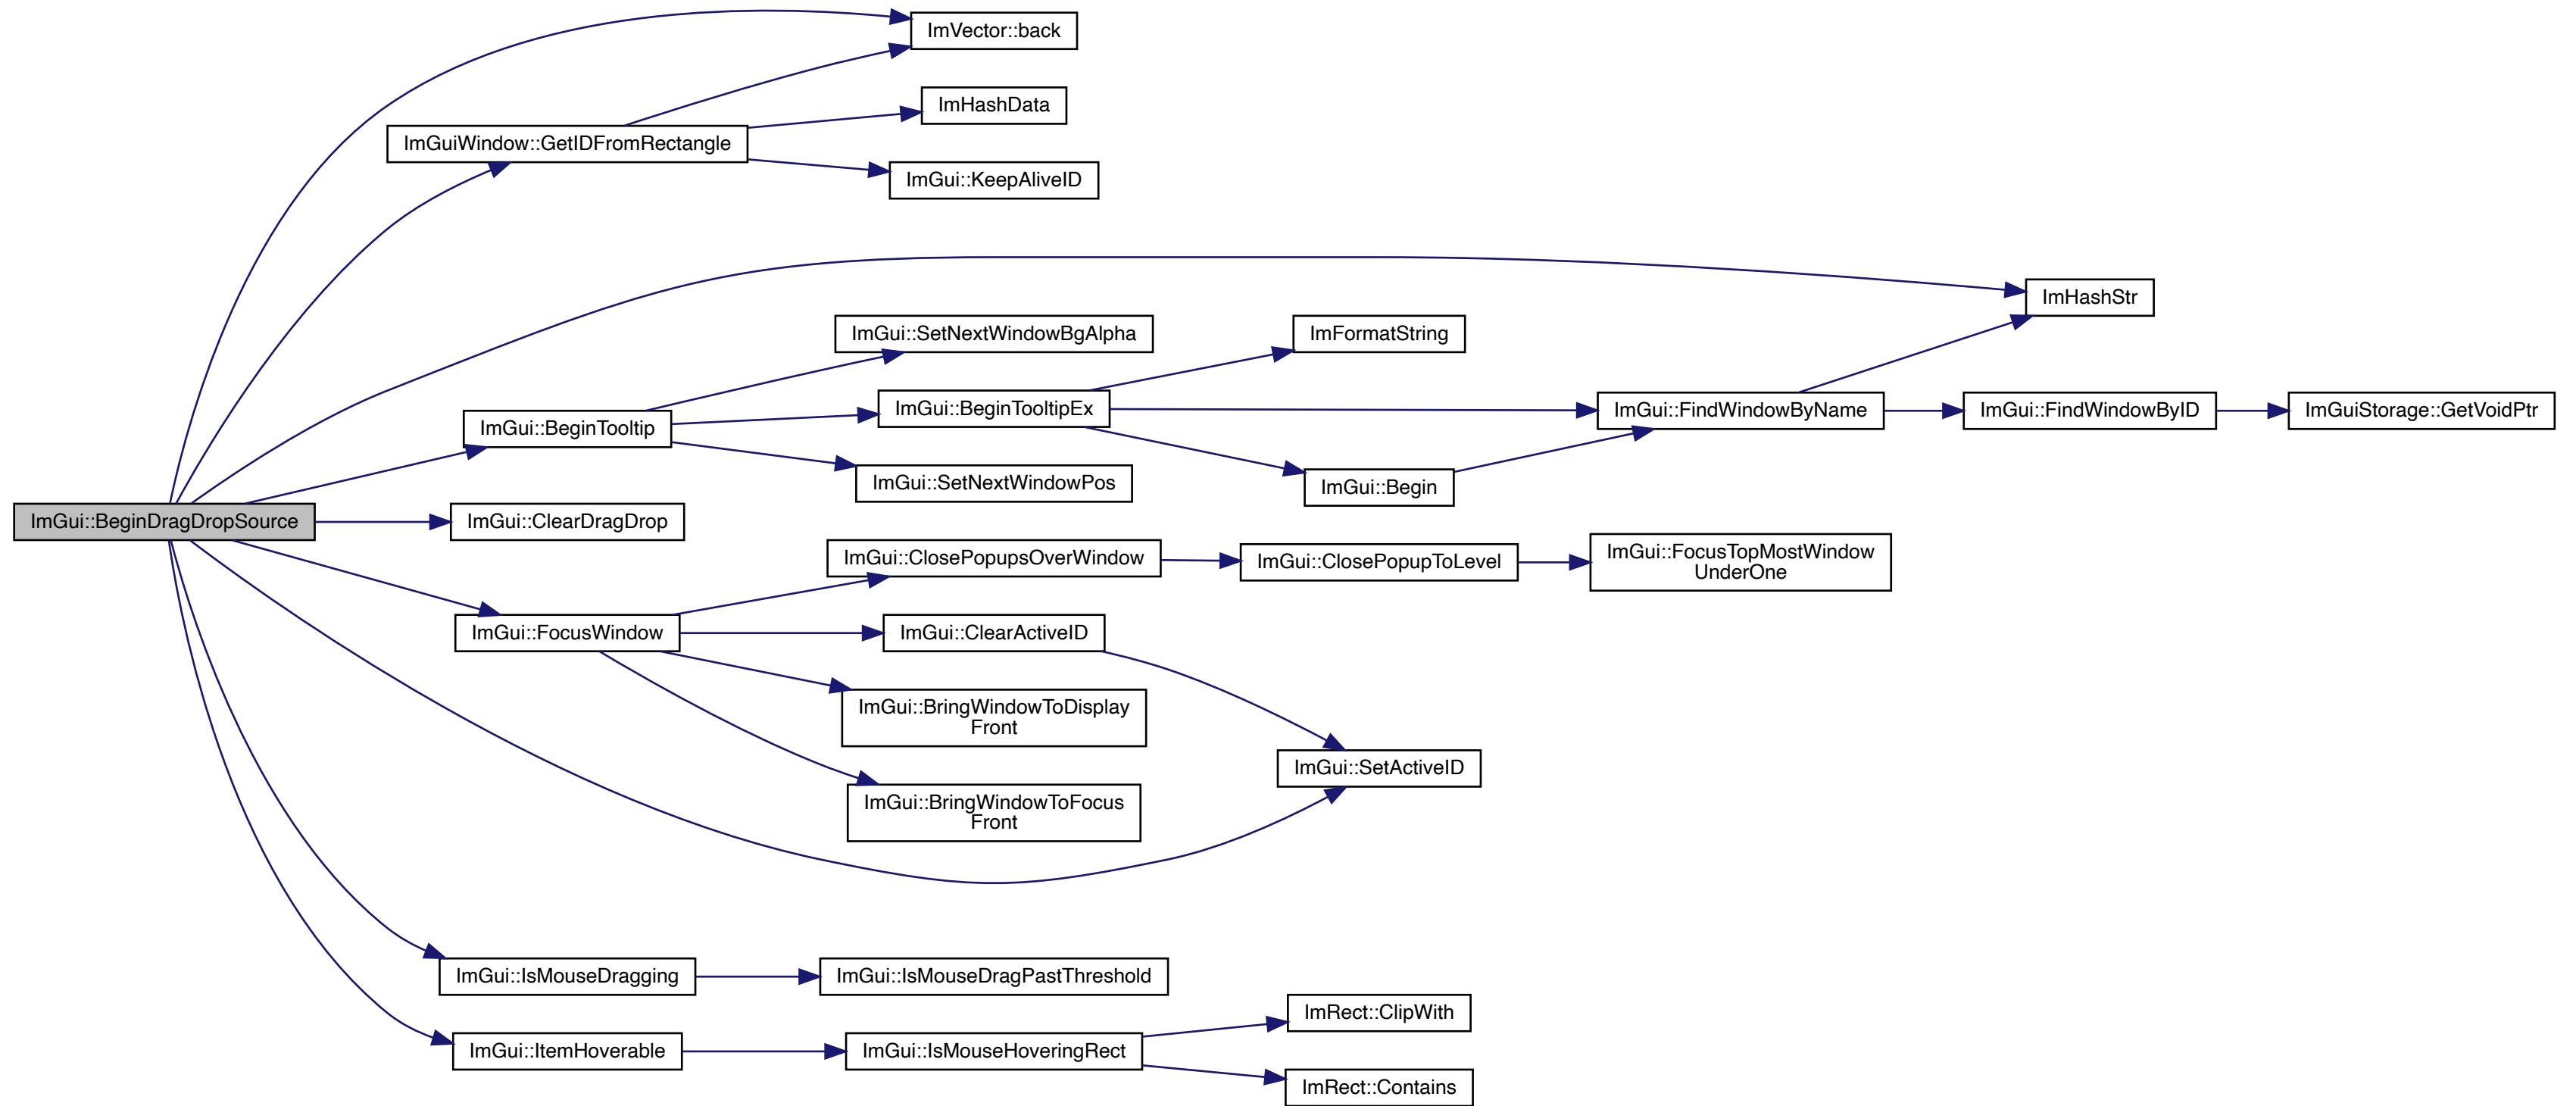 ImVector::back
ImHashData
ImGuiWindow::GetIDFromRectangle
ImGui::KeepAliveID
ImHashStr
ImGui::SetNextWindowBgAlpha
ImFormatString
ImGui::BeginTooltipEx
ImGui::FindWindowByName
ImGui::FindWindowByID
ImGuiStorage::GetVoidPtr
ImGui::BeginTooltip
ImGui::SetNextWindowPos
ImGui::Begin
ImGui::BeginDragDropSource
ImGui::ClearDragDrop
ImGui::ClosePopupsOverWindow
ImGui::ClosePopupToLevel
ImGui::FocusTopMostWindow
UnderOne
ImGui::FocusWindow
ImGui::ClearActiveID
ImGui::BringWindowToDisplay
Front
ImGui::SetActiveID
ImGui::BringWindowToFocus
Front
ImGui::IsMouseDragging
ImGui::IsMouseDragPastThreshold
ImRect::ClipWith
ImGui::ItemHoverable
ImGui::IsMouseHoveringRect
ImRect::Contains